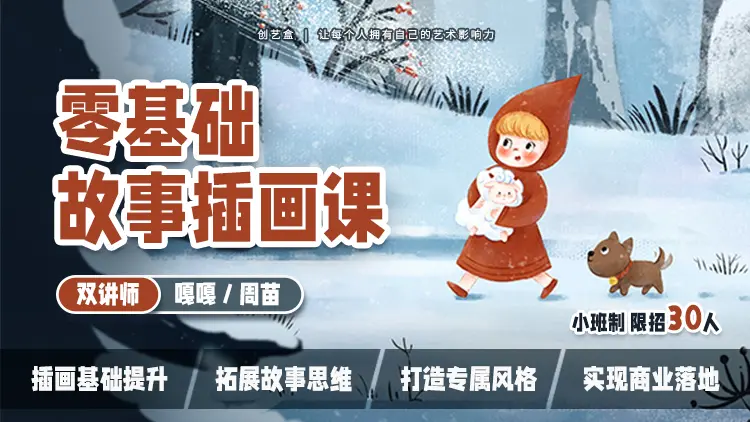 创艺盒 | 让每个人拥有自己的艺术影响力
零基础
故事插画课
双讲师 嘎嘎 / 周苗
小班制 限招30人
插画基础提升 / 拓展故事思维 / 打造专属风格 / 实现商业落地